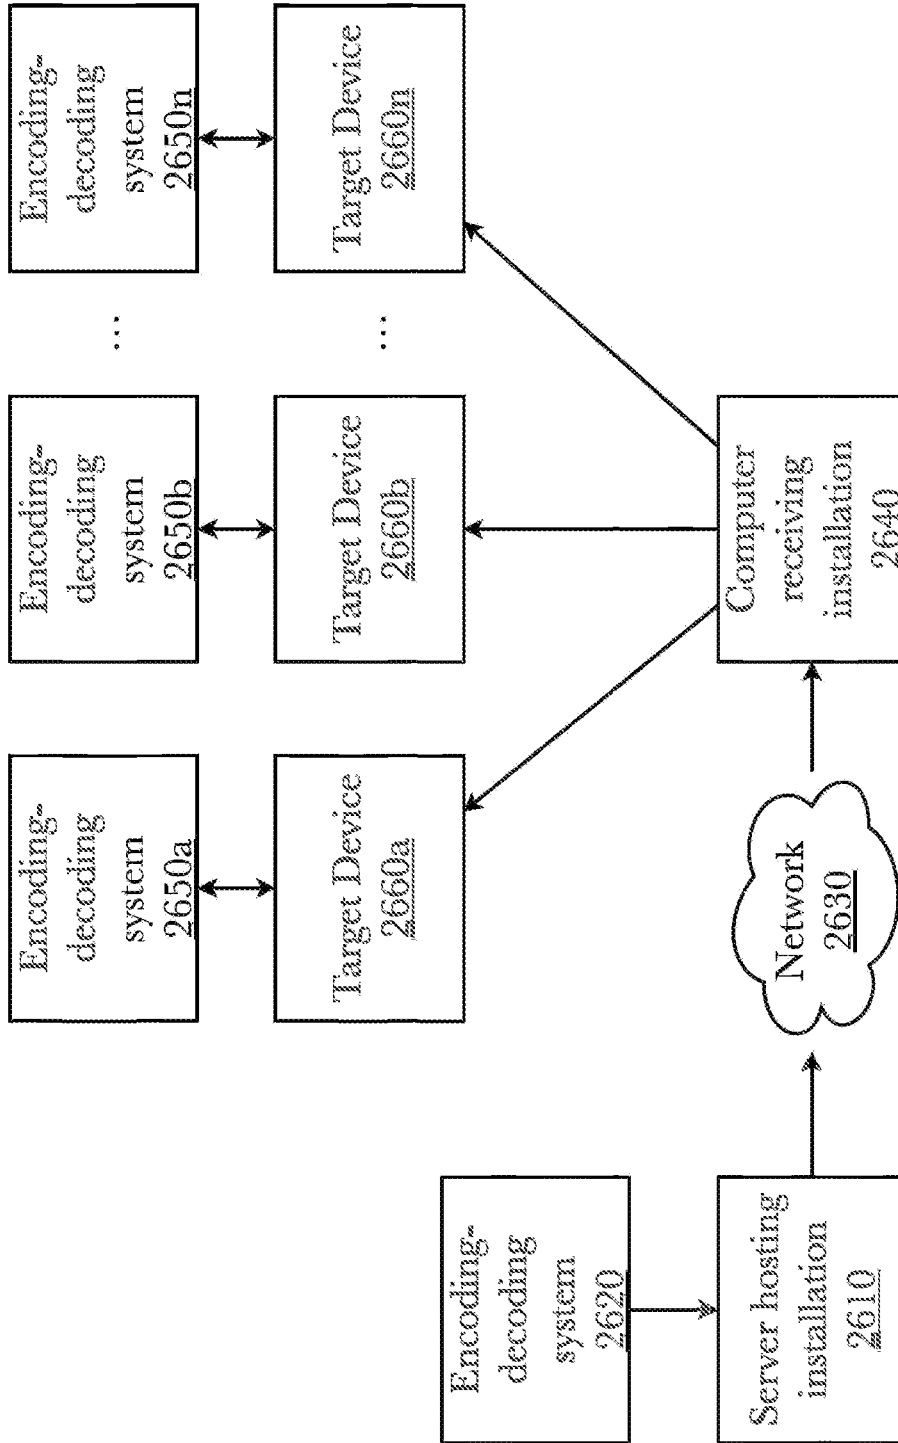 Encoding-
decoding
system
2620
Server hosting
installation
2610
Network
2630
Encoding-
decoding
system
2650a
Target Device
2660a
Encoding-
decoding
system
2650b
Target Device
2660b
Computer
receiving
installation
2640
...
...
Encoding-
decoding
system
2650n
Target Device
2660n